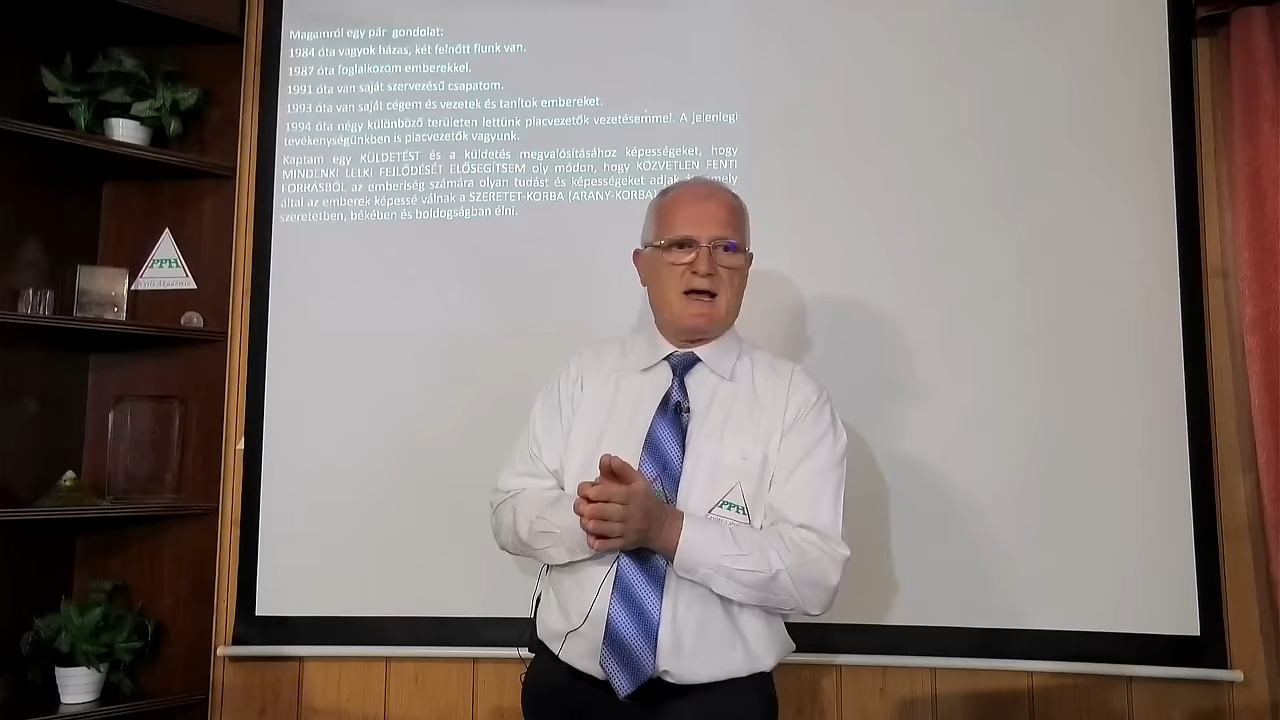 Magamról egy pár gondolat:
1984 óta vagyok házas, két felnőtt fiunk van.
1987 óta foglalkozom emberekkel.
1991 óta van saját szervezésű csapatom.
1993 óta van saját cégem és vezetek és tanítok embereket.
1994 óta négy különböző területen lettünk piacvezetők vezetésemmel. A jelenlegi
tevékenységünkben is piacvezetők vagyunk.
Kaptam egy KÜLDETÉST és a küldetés megvalósításához képességeket, hogy
MINDENKI LELKI FEJLŐDÉSÉT ELŐSEGÍTSEM oly módon, hogy KÖZVETLEN FENTI
FORRÁSBÓL az emberiség számára olyan tudást és képességeket adjak
által az emberek képessé válnak a SZERETET-KORBA (ARANY-KORBA)
szeretetben, békében és boldogságban élni.
PPH
Nyílt Akadémia
PPH